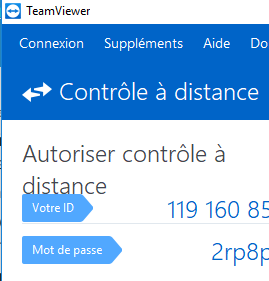 TeamViewer
Connexion Suppléments Aide Do
Contrôle à distance
Autoriser contrôle à
distance
Votre ID 119 160 85
Mot de passe 2rp8p